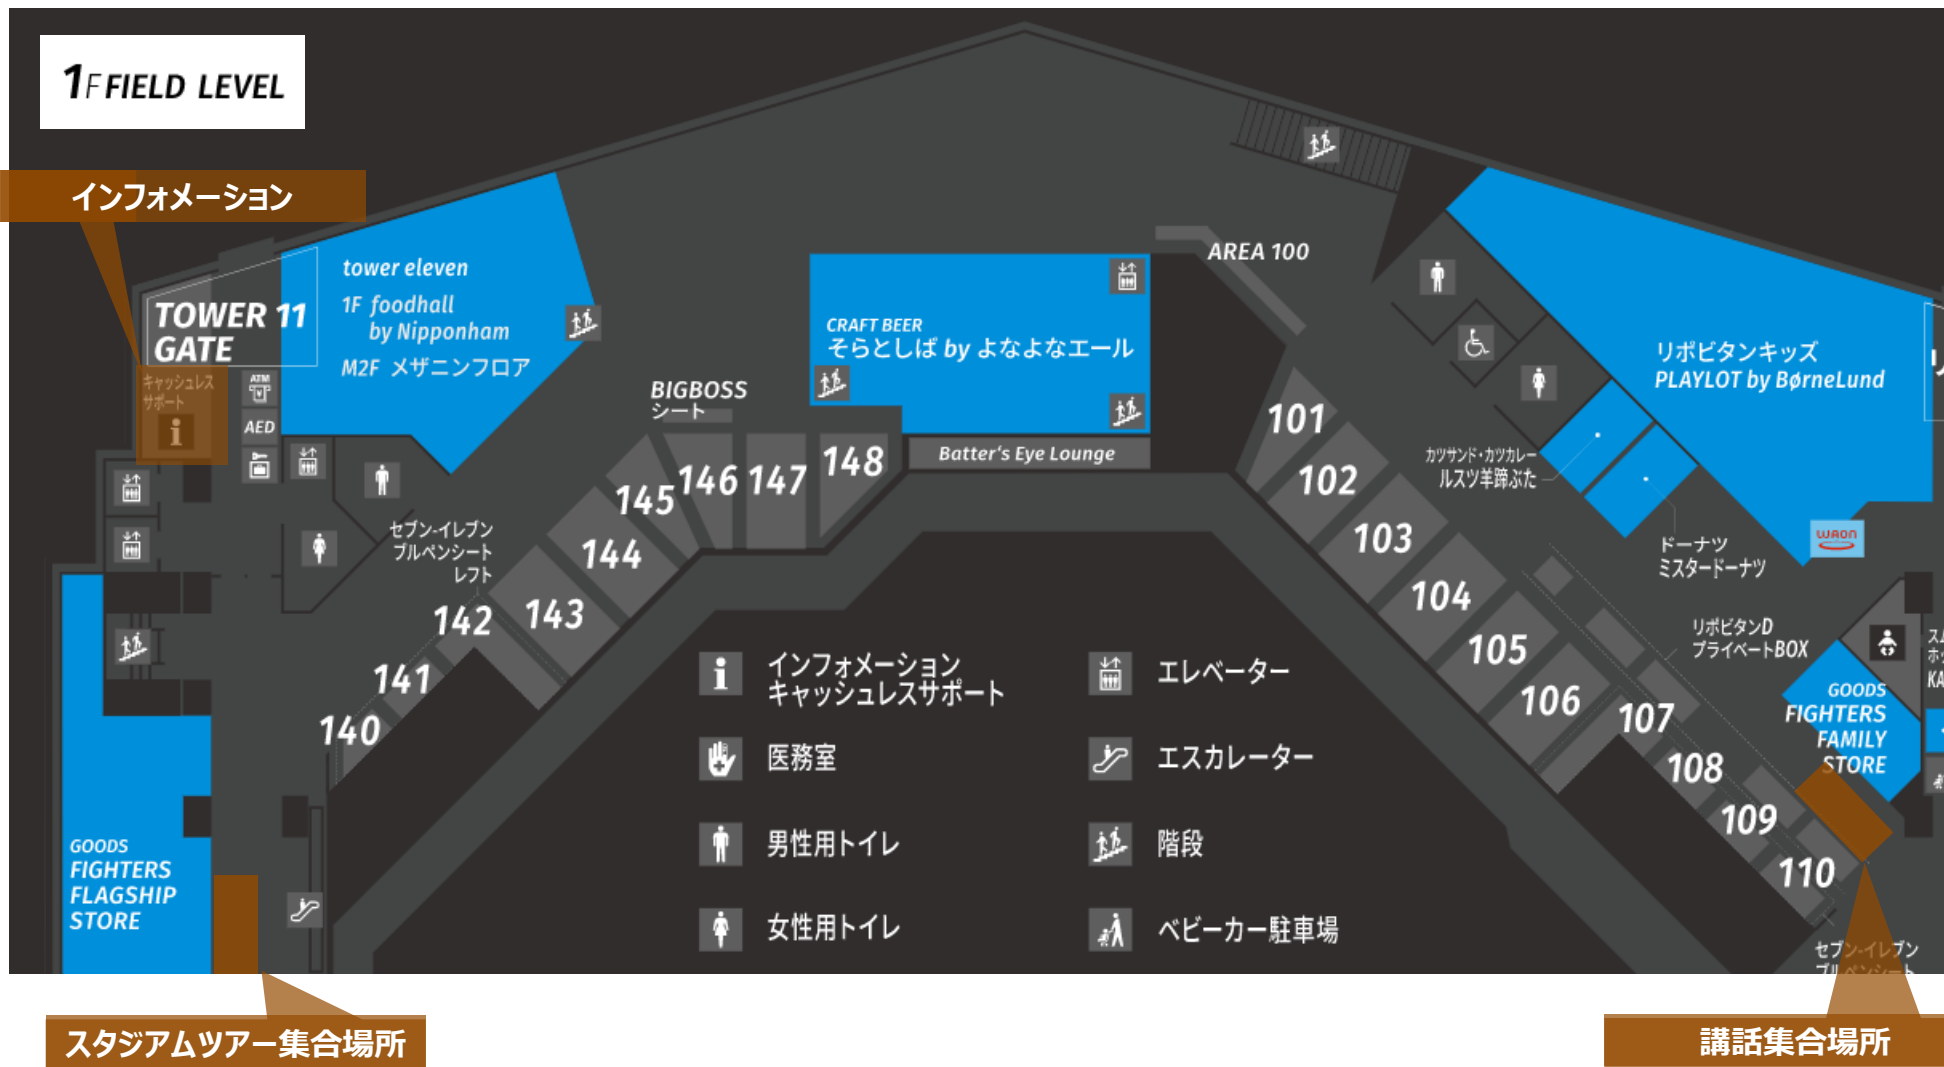 1F FIELD LEVEL
インフォメーション
TOWER 11
GATE
キャッシュレス
サポート
ATM
AED
tower eleven
1F foodhall
by Nipponham
M2F メザニンフロア
BIGBOSS
シート
CRAFT BEER
そらとしば by よなよなエール
Batter's Eye Lounge
AREA 100
リポビタンキッズ
PLAYLOT by BørneLund
カツサンド・カツカレー
ルスツ羊蹄ぶた
ドーナツ
ミスタードーナツ
WAON
リポビタンD
プライベートBOX
セブン-イレブン
ブルペンシート
レフト
140
141
142
143
144
145
146
147
148
101
102
103
104
105
106
107
108
109
110
GOODS
FIGHTERS
FAMILY
STORE
GOODS
FIGHTERS
FLAGSHIP
STORE
インフォメーション
キャッシュレスサポート
医務室
男性用トイレ
女性用トイレ
エレベーター
エスカレーター
階段
ベビーカー駐車場
セブン-イレブン
ブルペンシート
スタジアムツアー集合場所
講話集合場所